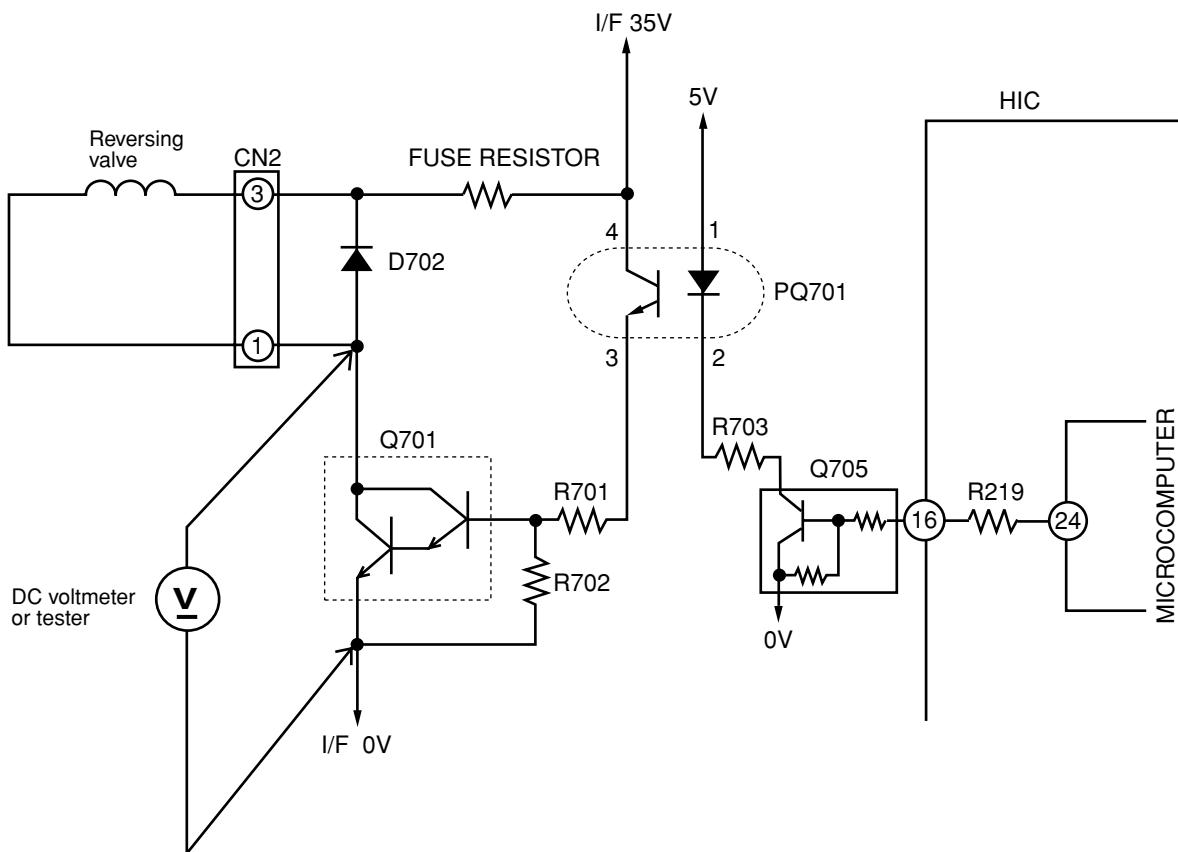 I/F 35V
5V
HIC
Reversing
valve
CN2
FUSE RESISTOR
3
4
1
D702
PQ701
1
3
2
R703
Q701
Q705
R701
R219
16
24
R702
MICROCOMPUTER
DC voltmeter
or tester
V
0V
I/F 0V